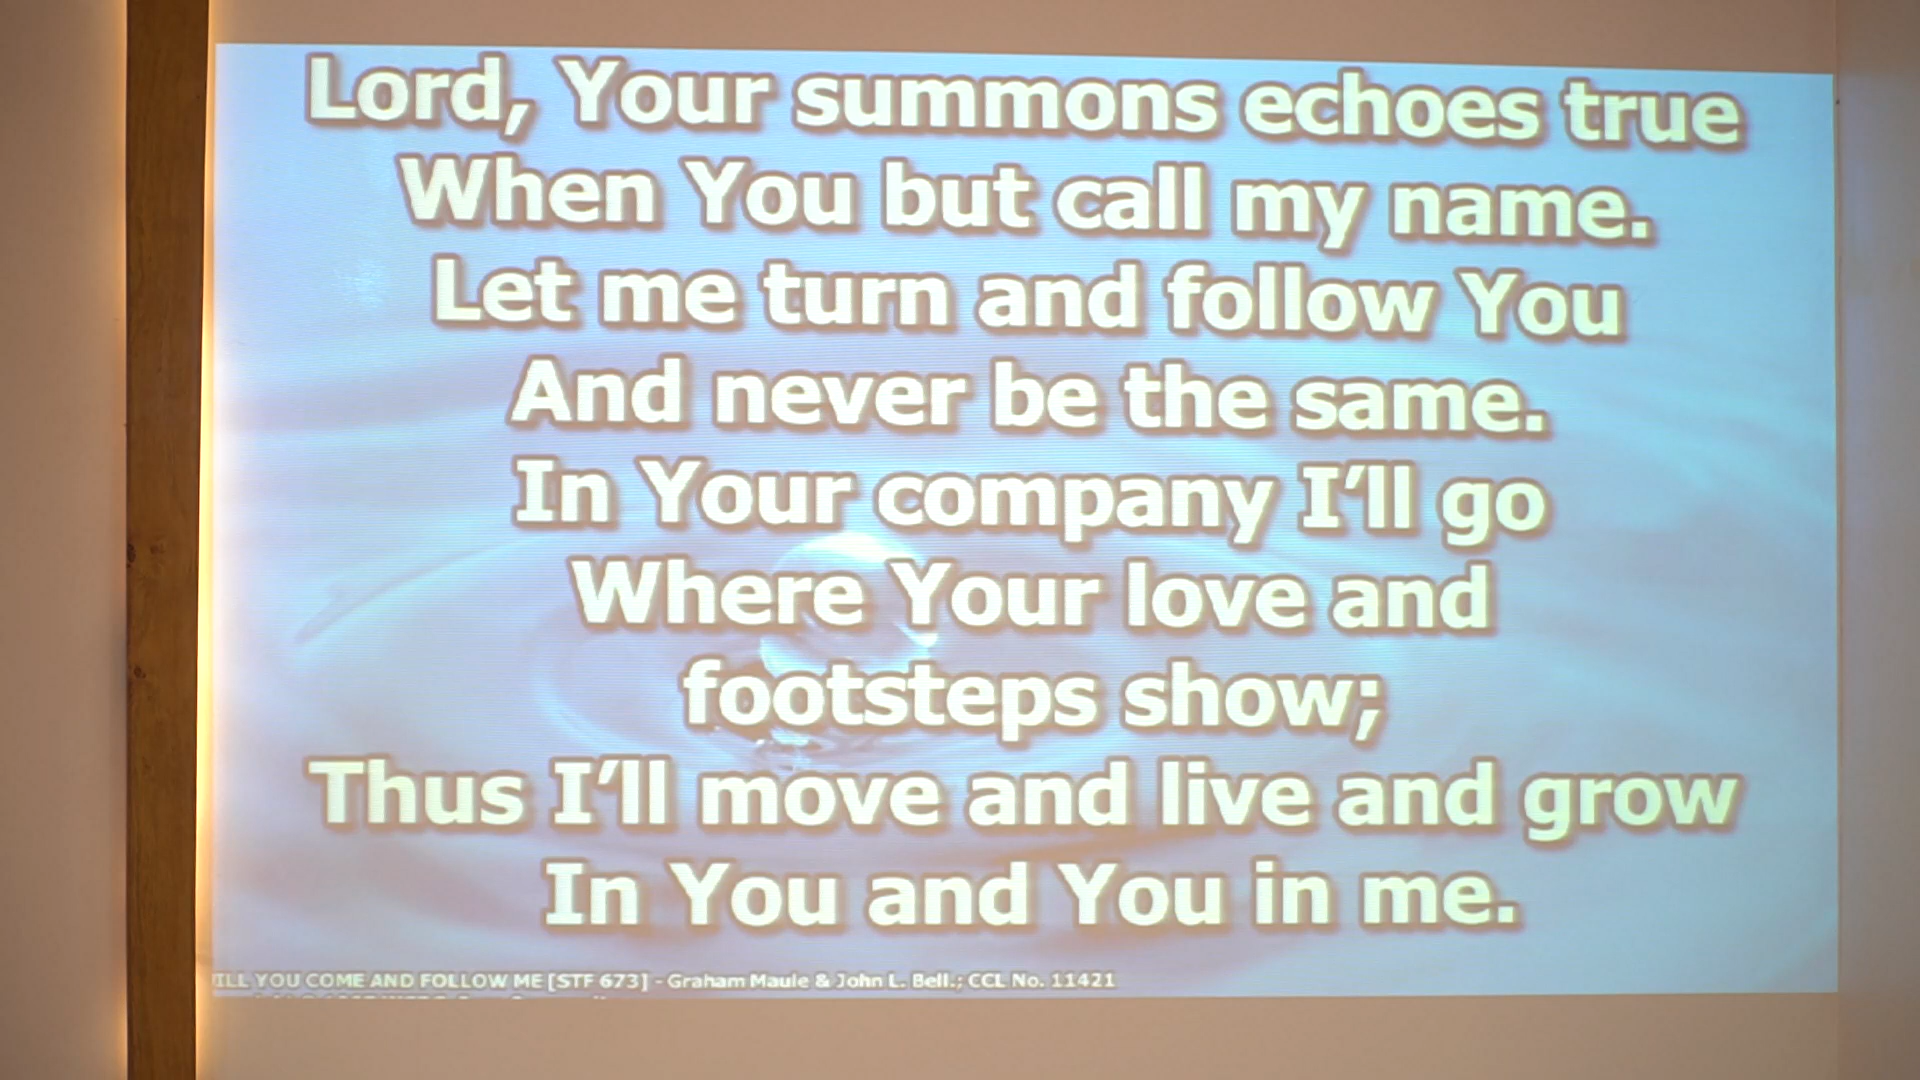 Lord, Your summons echoes true
When You but call my name.
Let me turn and follow You
And never be the same.
In Your company I’ll go
Where Your love and
footsteps show;
Thus I’ll move and live and grow
In You and You in me.
ILL YOU COME AND FOLLOW ME [STF 673] - Graham Maule & John L. Bell.; CCL No. 11421